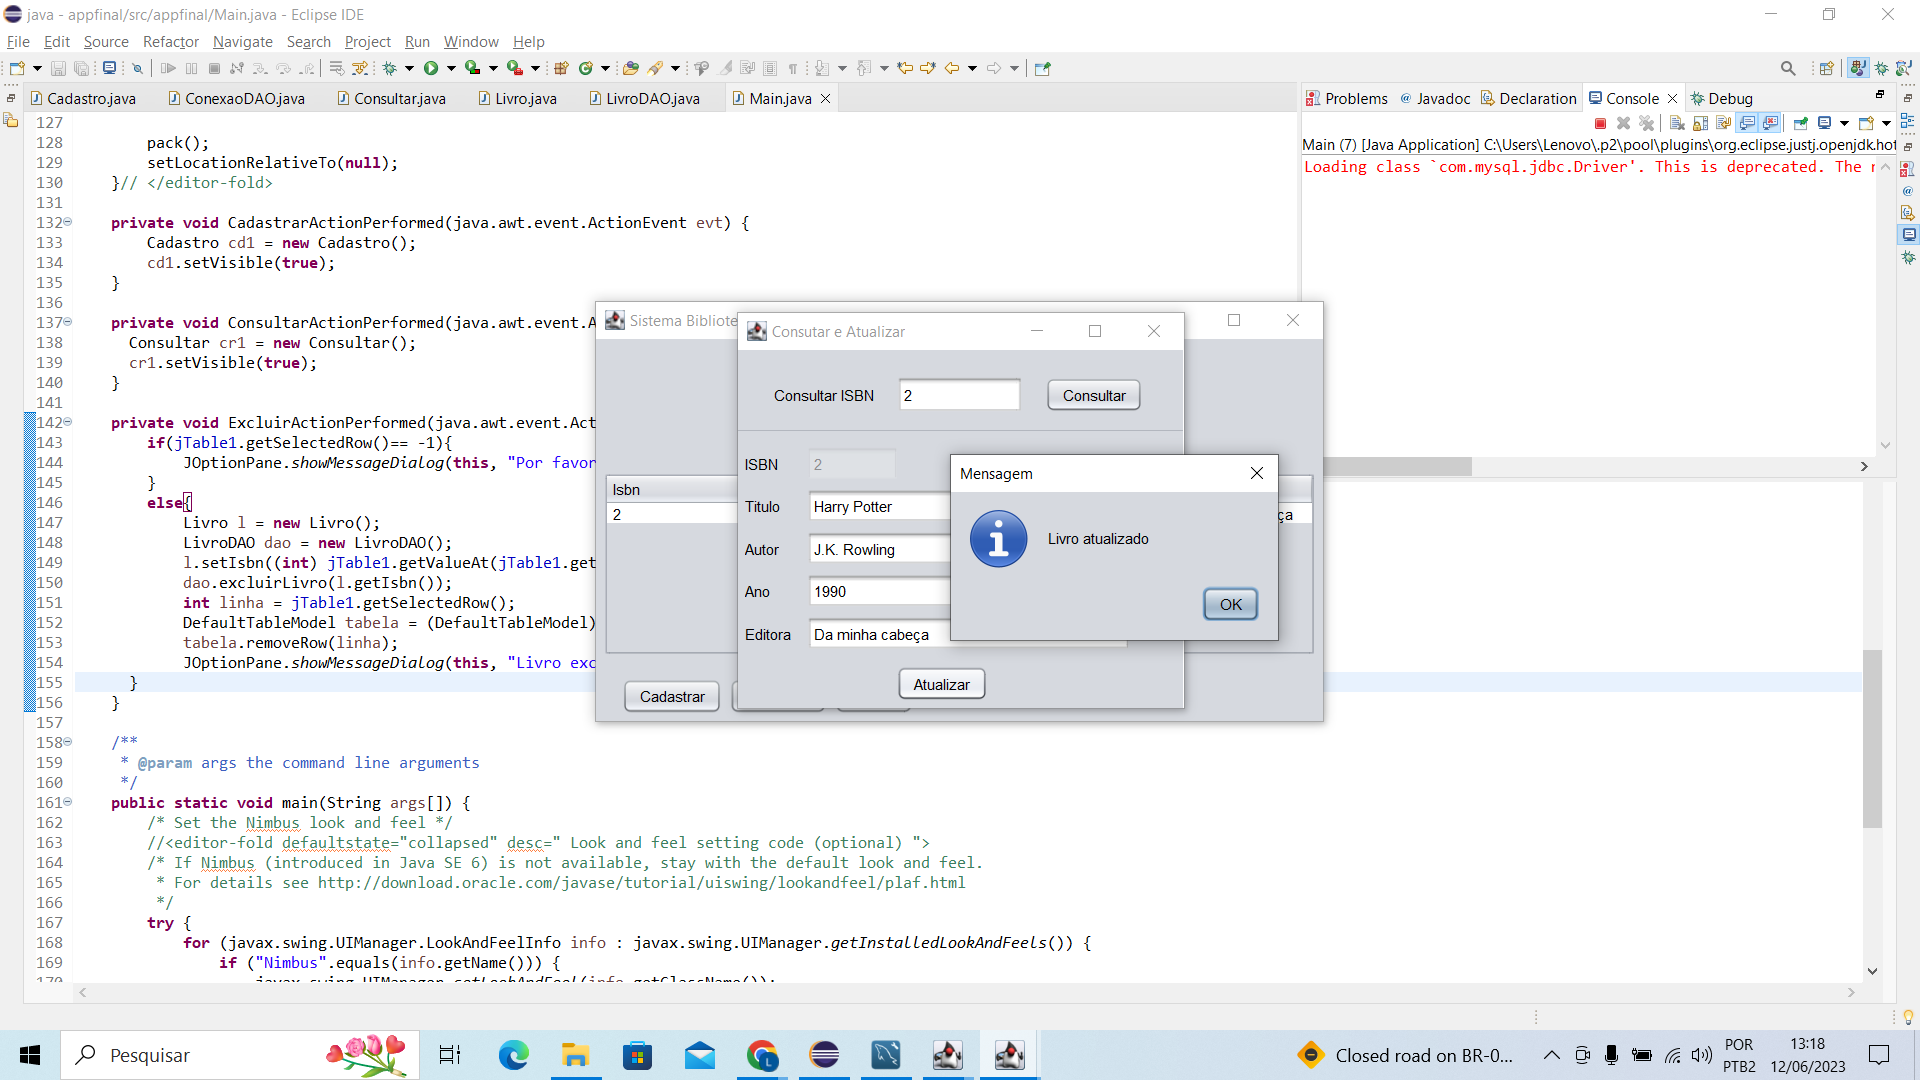 java - appfinal/src/appfinal/Main.java - Eclipse IDE
File Edit Source Refactor Navigate Search Project Run Window Help
Cadastro.java ConexaoDAO.java Consultar.java Livro.java LivroDAO.java Main.java
Problems Javadoc Declaration Console Debug
Main (7) [Java Application] C:\Users\Lenovo\.p2\pool\plugins\org.eclipse.justj.openjdk.hot
Loading class `com.mysql.jdbc.Driver'. This is deprecated. The
127
128 pack();
129 setLocationRelativeTo(null);
130 }// </editor-fold>
131
132 private void CadastrarActionPerformed(java.awt.event.ActionEvent evt) {
133 Cadastro cd1 = new Cadastro();
134 cd1.setVisible(true);
135 }
136
137 private void ConsultarActionPerformed(java.awt.event.A
138 Consultar cr1 = new Consultar();
139 cr1.setVisible(true);
140 }
141
142 private void ExcluirActionPerformed(java.awt.event.Act
143 if(jTable1.getSelectedRow()== -1){
144 JOptionPane.showMessageDialog(this, "Por favor
145 }
146 else{
147 Livro l = new Livro();
148 LivroDAO dao = new LivroDAO();
149 l.setIsbn((int) jTable1.getValueAt(jTable1.get
150 dao.excluirLivro(l.getIsbn());
151 int linha = jTable1.getSelectedRow();
152 DefaultTableModel tabela = (DefaultTableModel)
153 tabela.removeRow(linha);
154 JOptionPane.showMessageDialog(this, "Livro exc
155 }
156 }
157
158 /**
159 * @param args the command line arguments
160 */
161 public static void main(String args[]) {
162 /* Set the Nimbus look and feel */
163 //<editor-fold defaultstate="collapsed" desc=" Look and feel setting code (optional) ">
164 /* If Nimbus (introduced in Java SE 6) is not available, stay with the default look and feel.
165 * For details see http://download.oracle.com/javase/tutorial/uiswing/lookandfeel/plaf.html
166 */
167 try {
168 for (javax.swing.UIManager.LookAndFeelInfo info : javax.swing.UIManager.getInstalledLookAndFeels()) {
169 if ("Nimbus".equals(info.getName())) {
170 javax.swing.UIManager.setLookAndFeel(info.getClassName());
Sistema Bibliote
Isbn
2
ça
Cadastrar
Consutar e Atualizar
Consultar ISBN 2 Consultar
ISBN 2
Titulo Harry Potter
Autor J.K. Rowling
Ano 1990
Editora Da minha cabeça
Atualizar
Mensagem
Livro atualizado
OK
Pesquisar
Closed road on BR-0...
POR
PTB2
13:18
12/06/2023